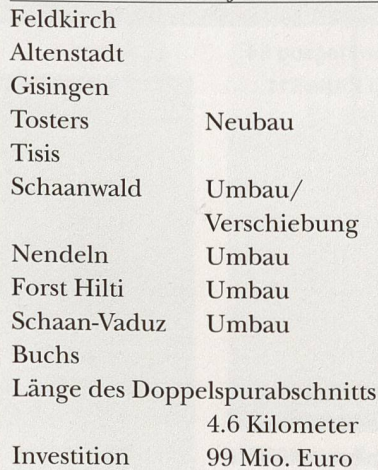 Feldkirch
Altenstadt
Gisingen
Tosters Neubau
Tisis
Schaanwald Umbau/
Verschiebung
Nendeln Umbau
Forst Hilti Umbau
Schaan-Vaduz Umbau
Buchs
Länge des Doppelspurabschnitts
4.6 Kilometer
Investition 99 Mio. Euro